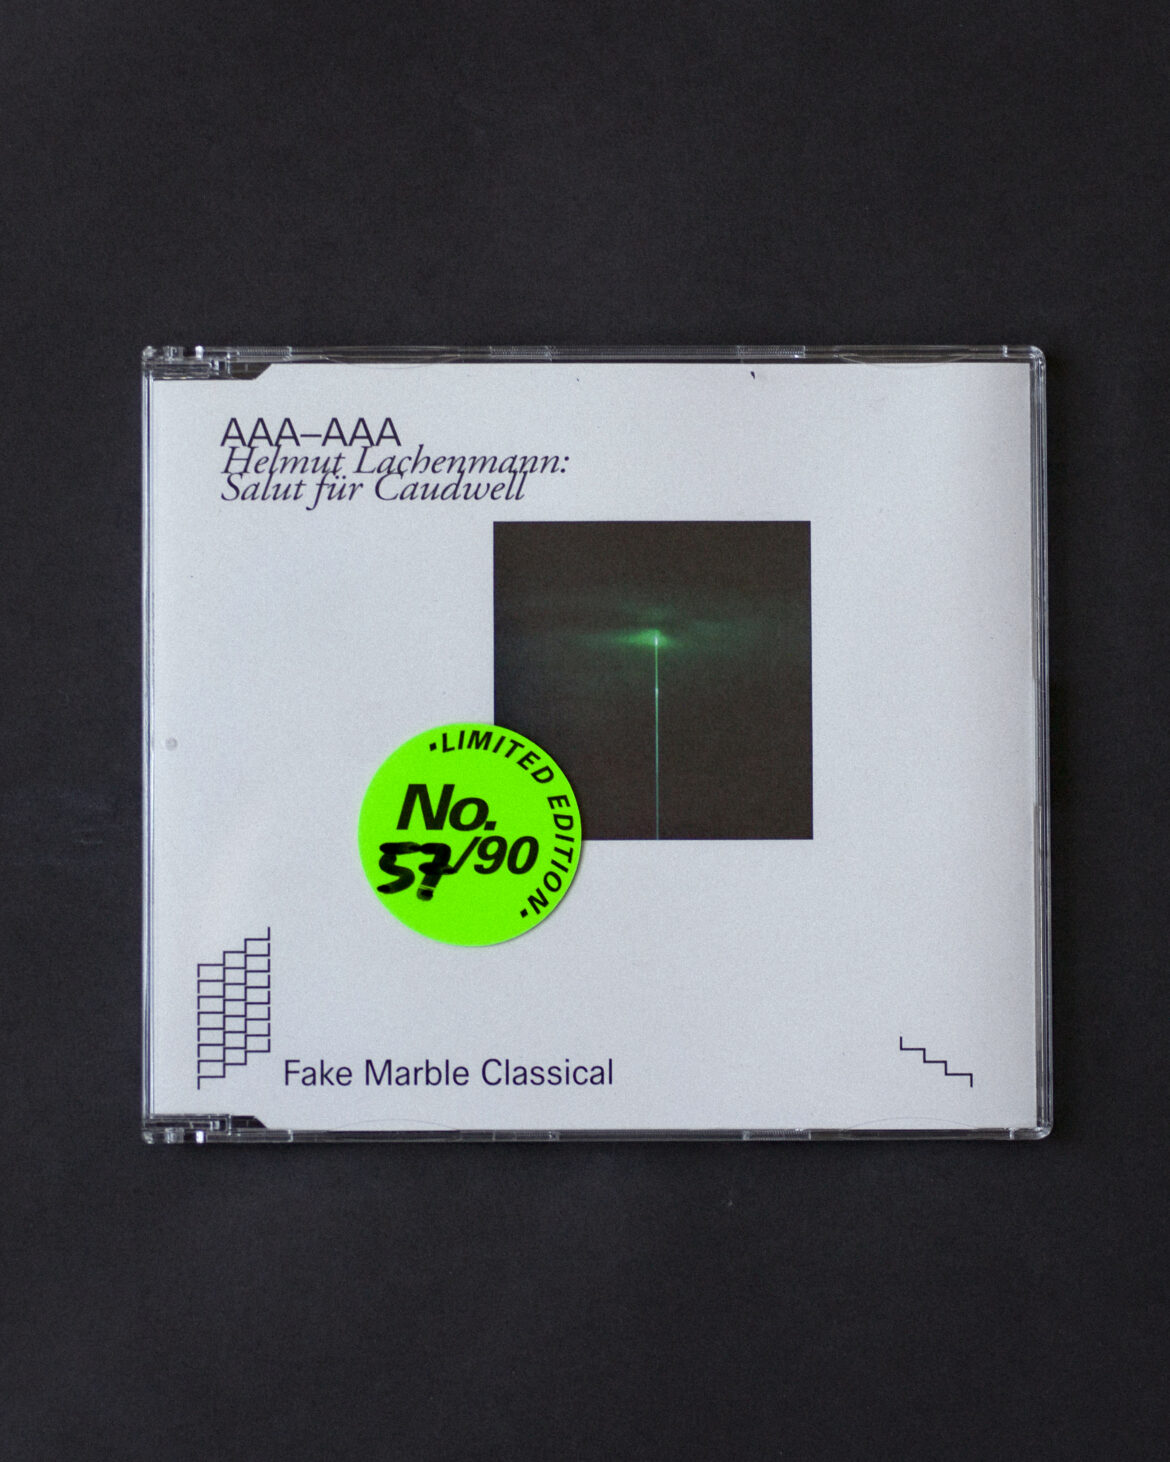 AAA–AAA
Helmut Lachenmann:
Salut für Caudwell
•LIMITED EDITION•
No.
57/90
Fake Marble Classical